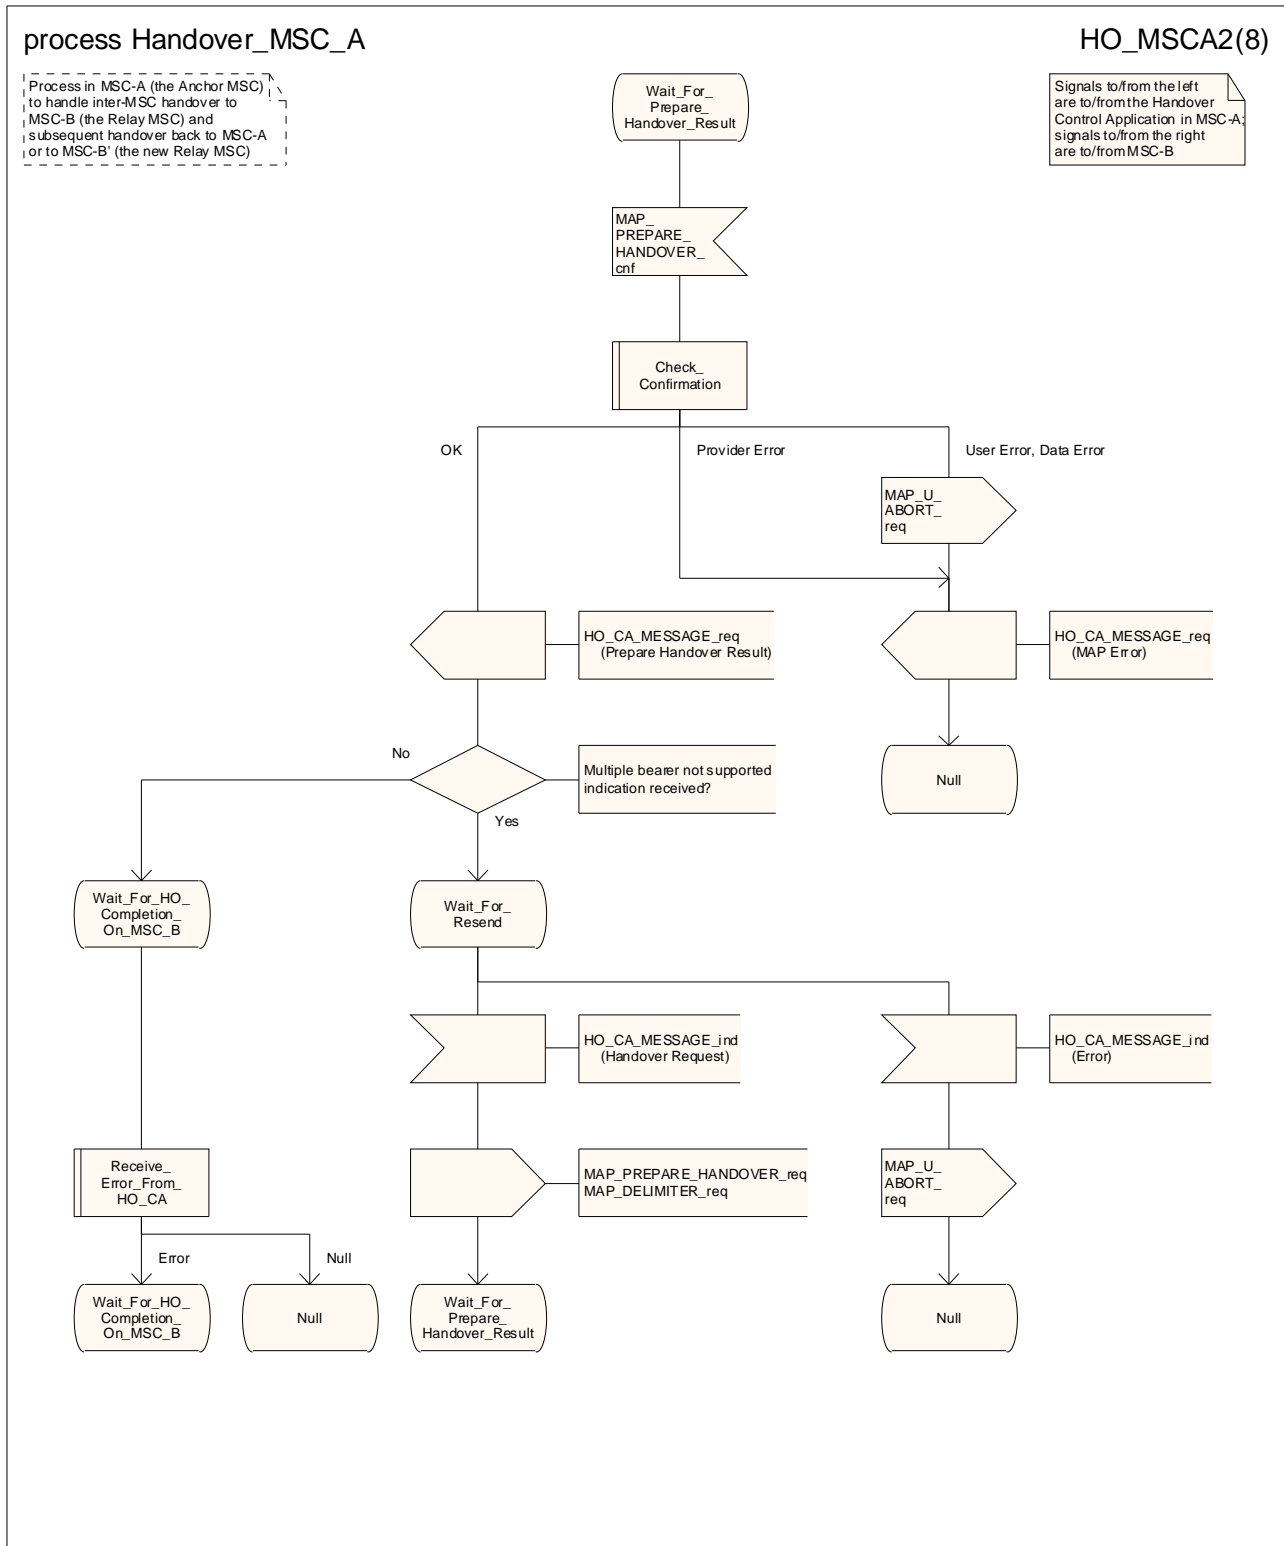 process Handover_MSC_A
HO_MSCA2(8)
Process in MSC-A (the Anchor MSC)
to handle inter-MSC handover to
MSC-B (the Relay MSC) and
subsequent handover back to MSC-A
or to MSC-B' (the new Relay MSC)
Wait_For_
Prepare_
Handover_Result
Signals to/from the left
are to/from the Handover
Control Application in MSC-A;
signals to/from the right
are to/from MSC-B
MAP_
PREPARE_
HANDOVER_
cnf
Check_
Confirmation
OK
Provider Error
User Error, Data Error
MAP_U_
ABORT_
req
HO_CA_MESSAGE_req
(Prepare Handover Result)
HO_CA_MESSAGE_req
(MAP Error)
No
Multiple bearer not supported
indication received?
Null
Yes
Wait_For_HO_
Completion_
On_MSC_B
Wait_For_
Resend
HO_CA_MESSAGE_ind
(Handover Request)
HO_CA_MESSAGE_ind
(Error)
Receive_
Error_From_
HO_CA
MAP_PREPARE_HANDOVER_req
MAP_DELIMITER_req
MAP_U_
ABORT_
req
Error
Null
Wait_For_HO_
Completion_
On_MSC_B
Null
Wait_For_
Prepare_
Handover_Result
Null